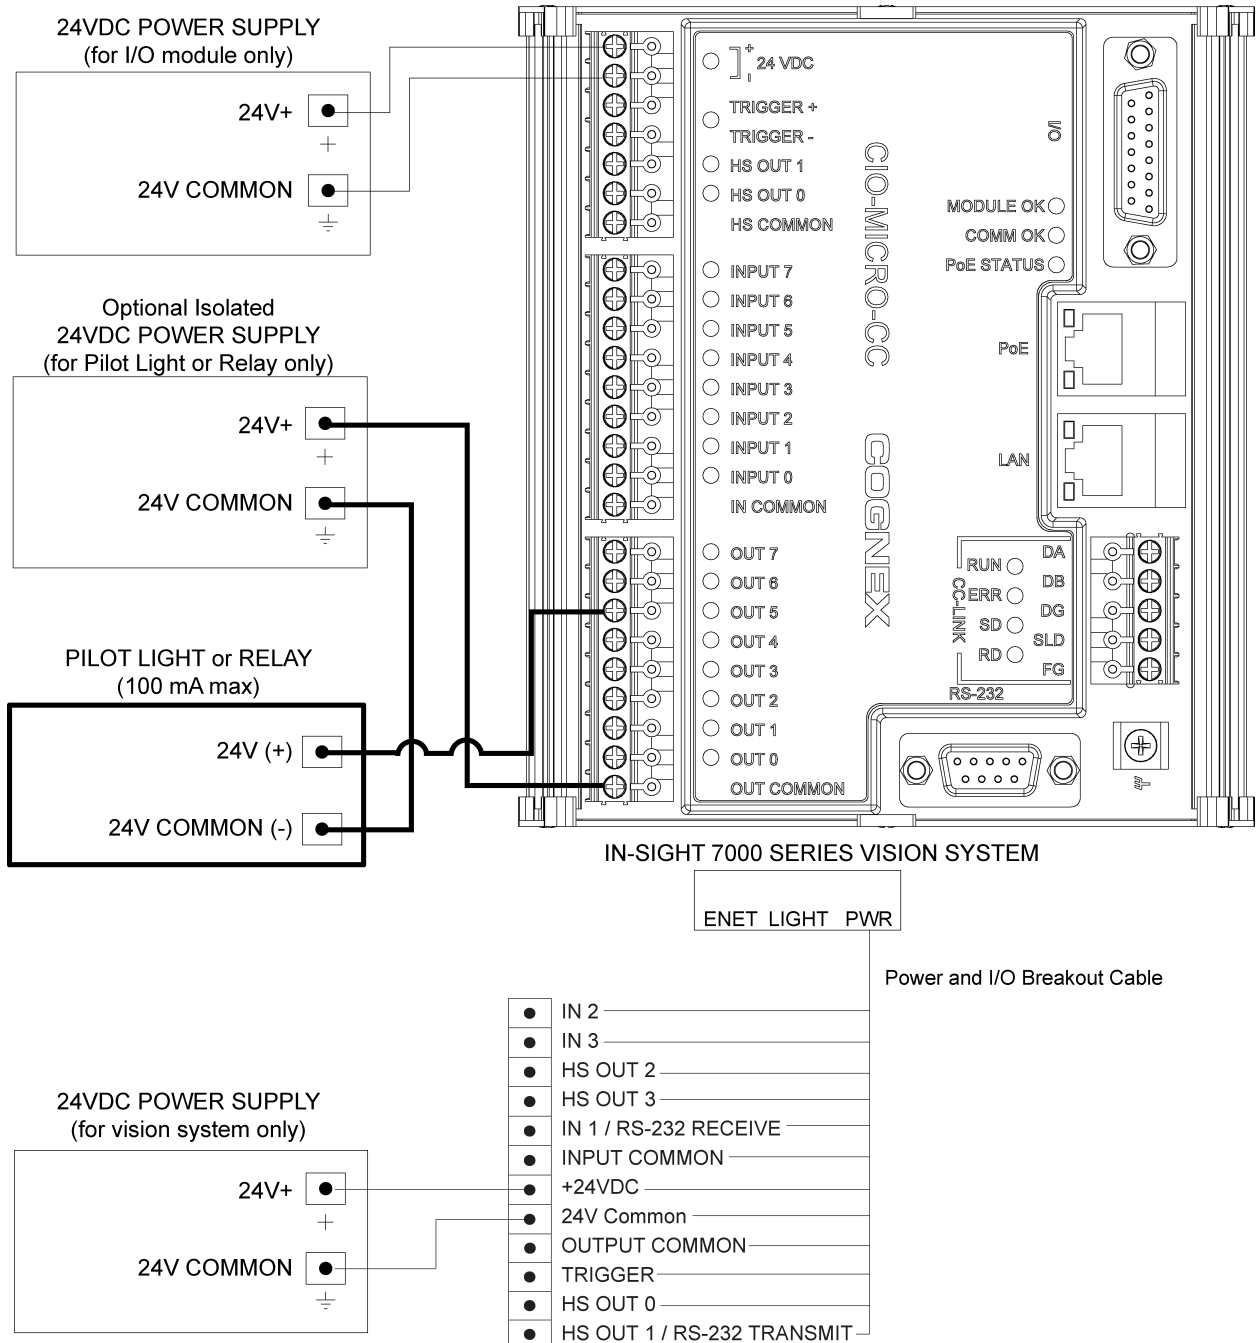 24VDC POWER SUPPLY
(for I/O module only)
24V+
+
24V COMMON
Optional Isolated
24VDC POWER SUPPLY
(for Pilot Light or Relay only)
24V+
+
24V COMMON
PILOT LIGHT or RELAY
(100 mA max)
24V (+)
24V COMMON (-)
+
24 VDC
-
TRIGGER +
TRIGGER -
HS OUT 1
HS OUT 0
HS COMMON
INPUT 7
INPUT 6
INPUT 5
INPUT 4
INPUT 3
INPUT 2
INPUT 1
INPUT 0
IN COMMON
OUT 7
OUT 6
OUT 5
OUT 4
OUT 3
OUT 2
OUT 1
OUT 0
OUT COMMON
CIO-MICRO-CC
COGNEX
I/O
MODULE OK
COMM OK
PoE STATUS
PoE
LAN
CC-LINK
RUN
ERR
SD
RD
DA
DB
DG
SLD
FG
RS-232
IN-SIGHT 7000 SERIES VISION SYSTEM
ENET LIGHT PWR
Power and I/O Breakout Cable
IN 2
IN 3
HS OUT 2
HS OUT 3
IN 1 / RS-232 RECEIVE
INPUT COMMON
+24VDC
24V Common
OUTPUT COMMON
TRIGGER
HS OUT 0
HS OUT 1 / RS-232 TRANSMIT
24VDC POWER SUPPLY
(for vision system only)
24V+
+
24V COMMON